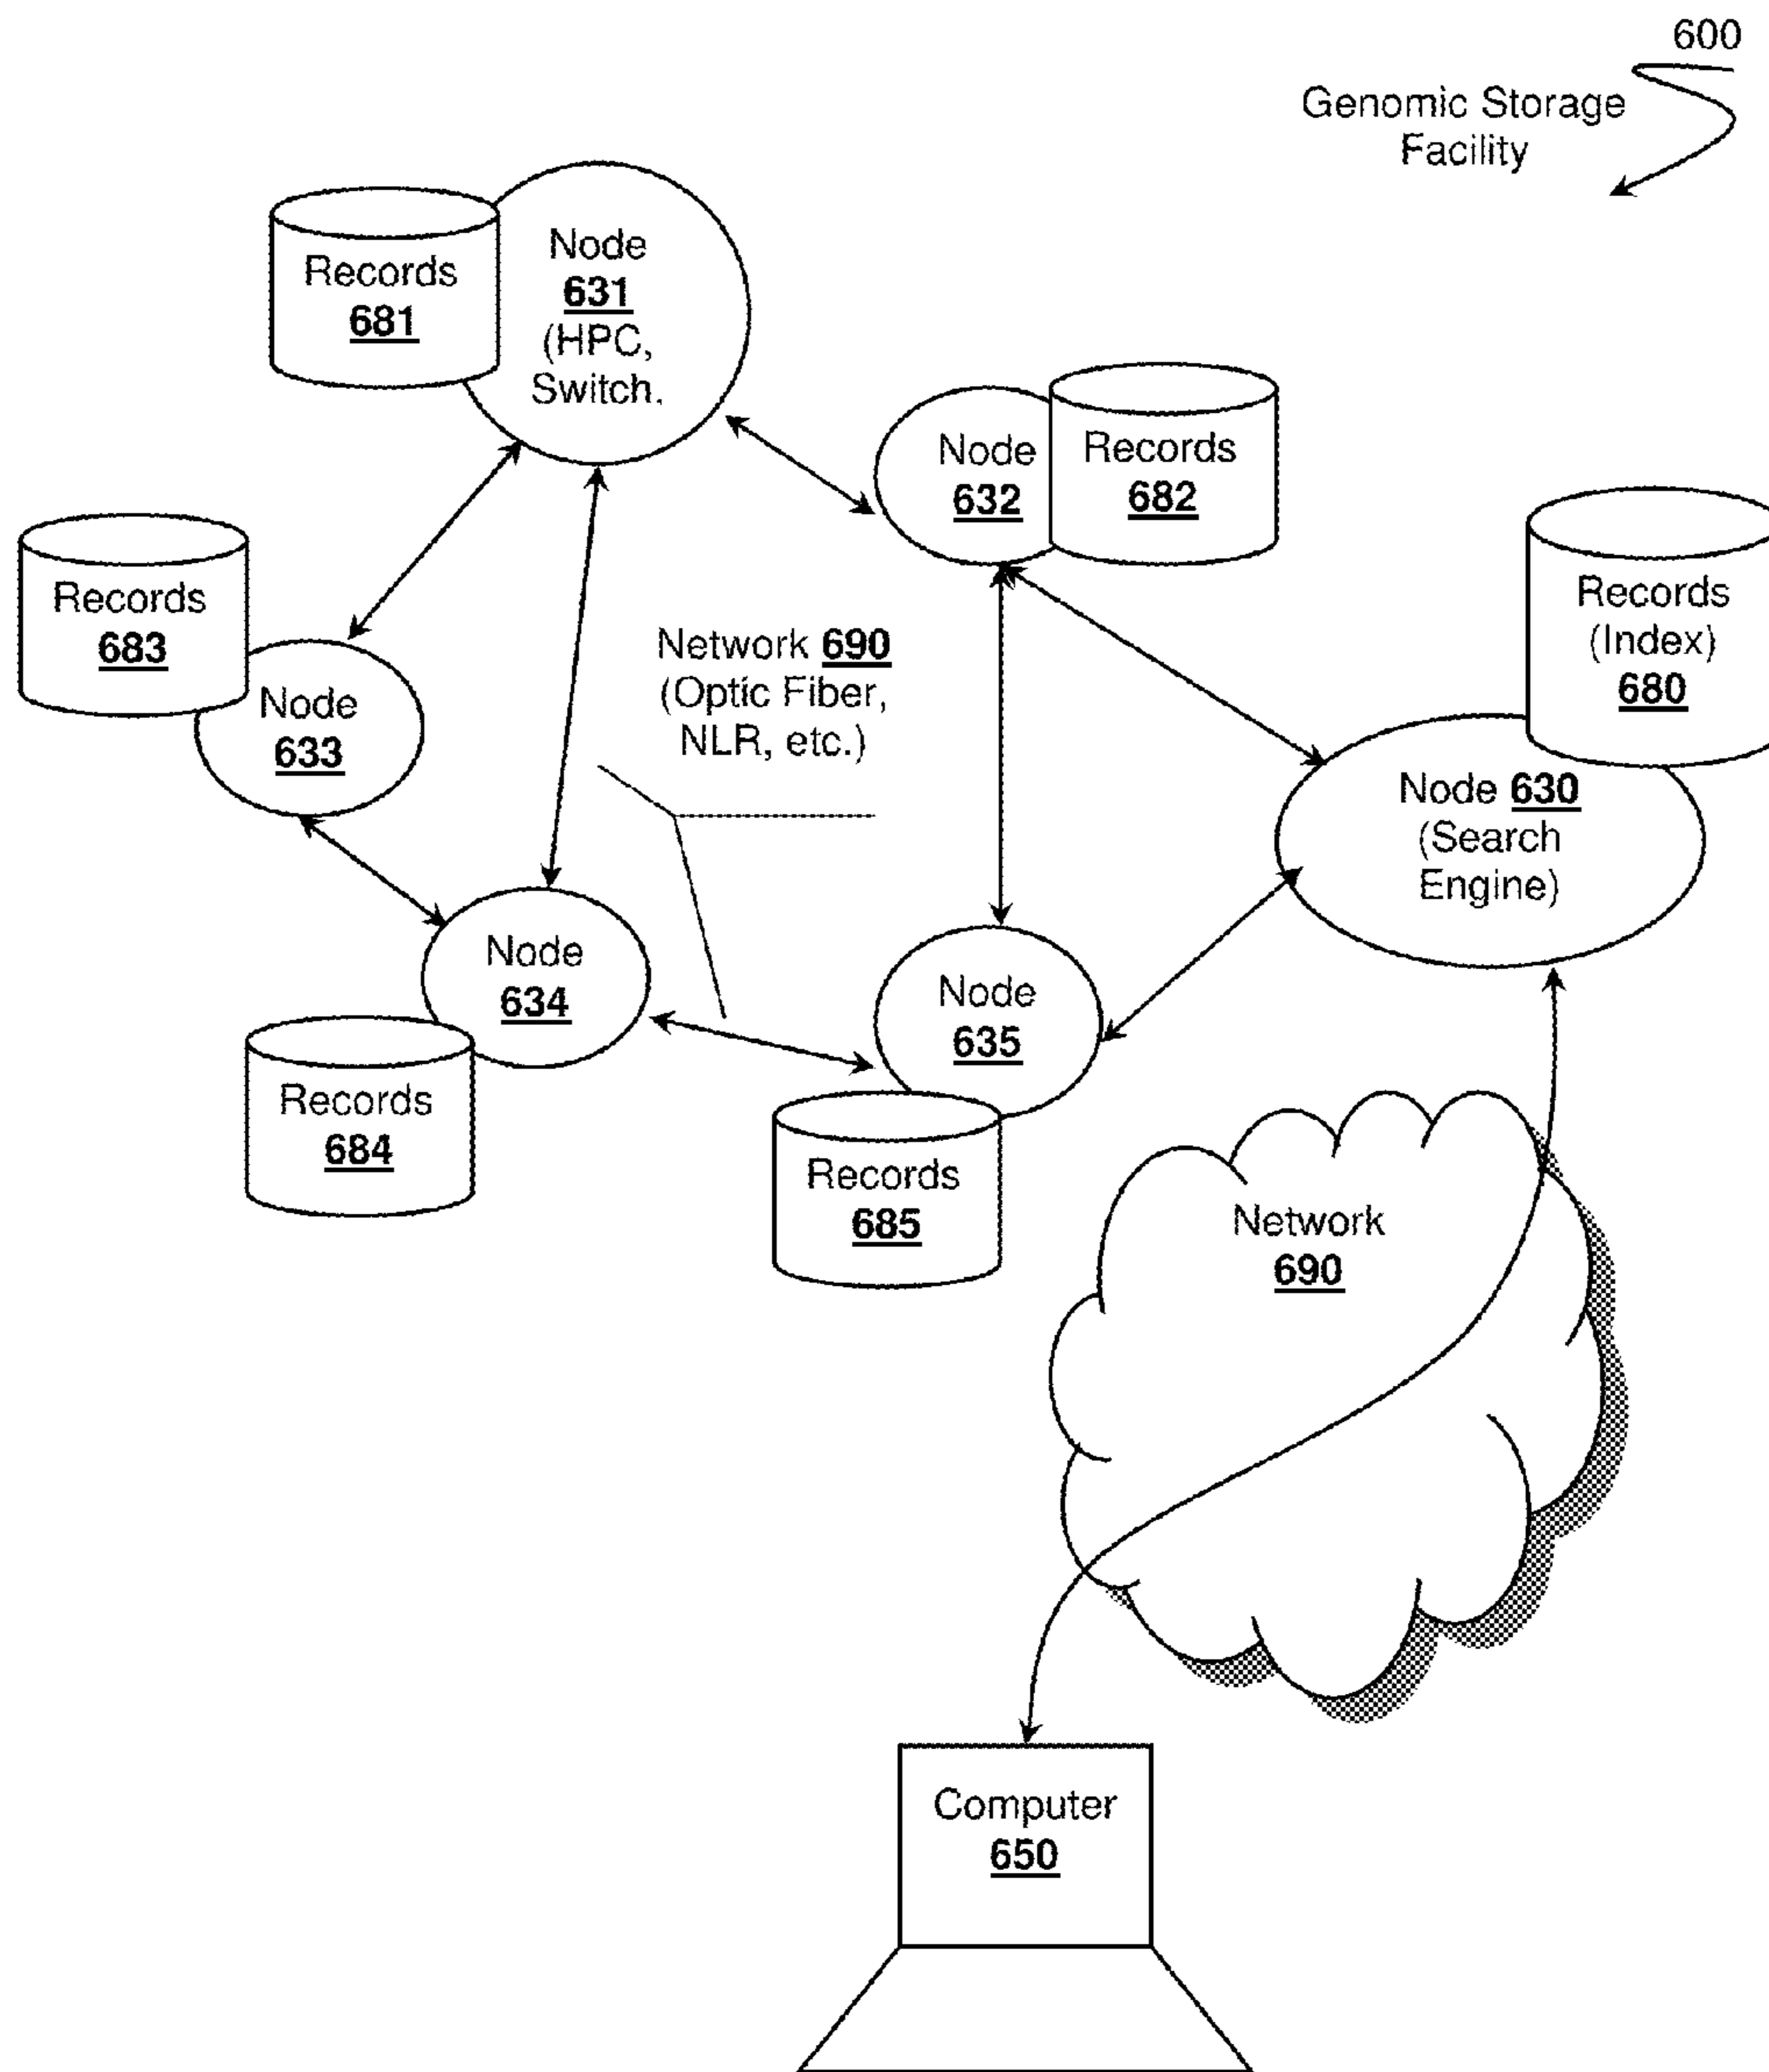 600
Genomic Storage
Facility
Node
631
(HPC,
Switch.
Records
681
Node
632
Records
682
Records
683
Node
633
Network 690
(Optic Fiber,
NLR, etc.)
Records
(Index)
680
Node 630
(Search
Engine)
Node
634
Records
684
Node
635
Records
685
Network
690
Computer
650